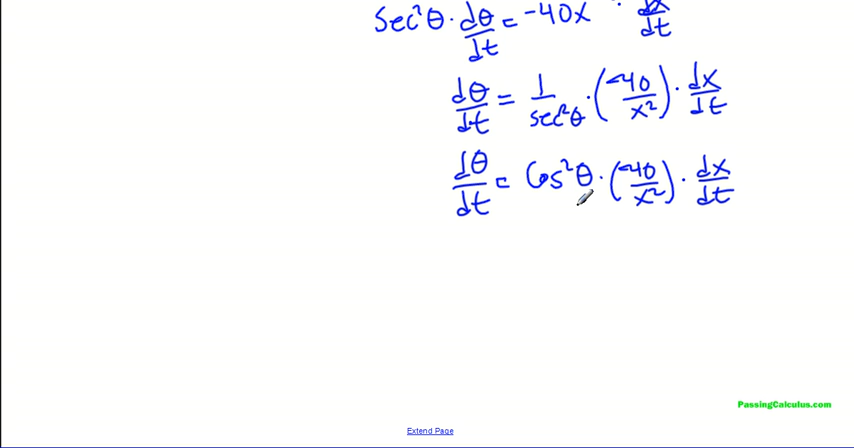 sec²θ · dθ/dt = -40x · dx/dt
dθ/dt = 1/sec²θ · (-40/x²) · dx/dt
dθ/dt = Cos²θ · (-40/x²) · dx/dt
PassingCalculus.com
Extend Page